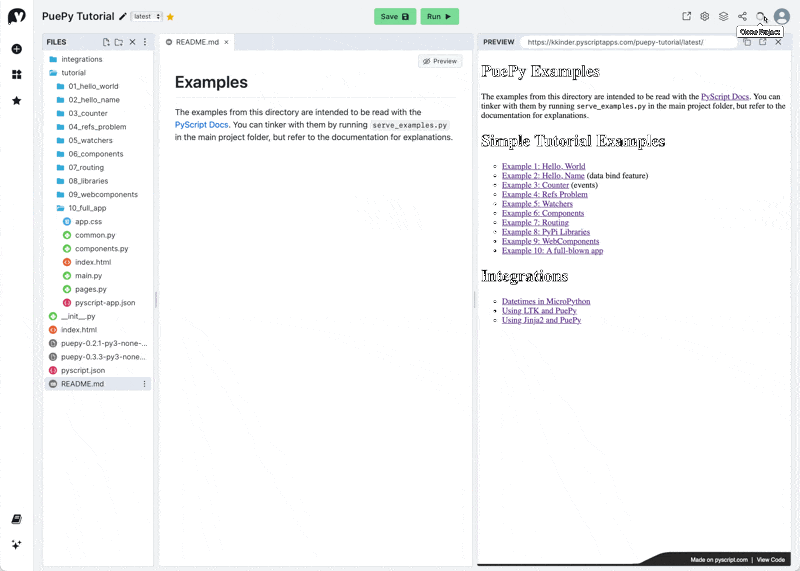 PuePy Tutorial
latest
Save
Run
Clone Project
FILES
integrations
tutorial
01_hello_world
02_hello_name
03_counter
04_refs_problem
05_watchers
06_components
07_routing
08_libraries
09_webcomponents
10_full_app
app.css
common.py
components.py
index.html
main.py
pages.py
pyscript-app.json
__init__.py
index.html
puepy-0.2.1-py3-none-...
puepy-0.3.3-py3-none...
pyscript.json
README.md
README.md
Preview
Examples
The examples from this directory are intended to be read with the
PyScript Docs. You can tinker with them by running serve_examples.py
in the main project folder, but refer to the documentation for explanations.
PREVIEW
https://kkinder.pyscriptapps.com/puepy-tutorial/latest/
PuePy Examples
The examples from this directory are intended to be read with the PyScript Docs. You can
tinker with them by running serve_examples.py in the main project folder, but refer to the
documentation for explanations.
Simple Tutorial Examples
Example 1: Hello, World
Example 2: Hello, Name (data bind feature)
Example 3: Counter (events)
Example 4: Refs Problem
Example 5: Watchers
Example 6: Components
Example 7: Routing
Example 8: PyPi Libraries
Example 9: WebComponents
Example 10: A full-blown app
Integrations
Datetimes in MicroPython
Using LTK and PuePy
Using Jinja2 and PuePy
Made on pyscript.com | View Code